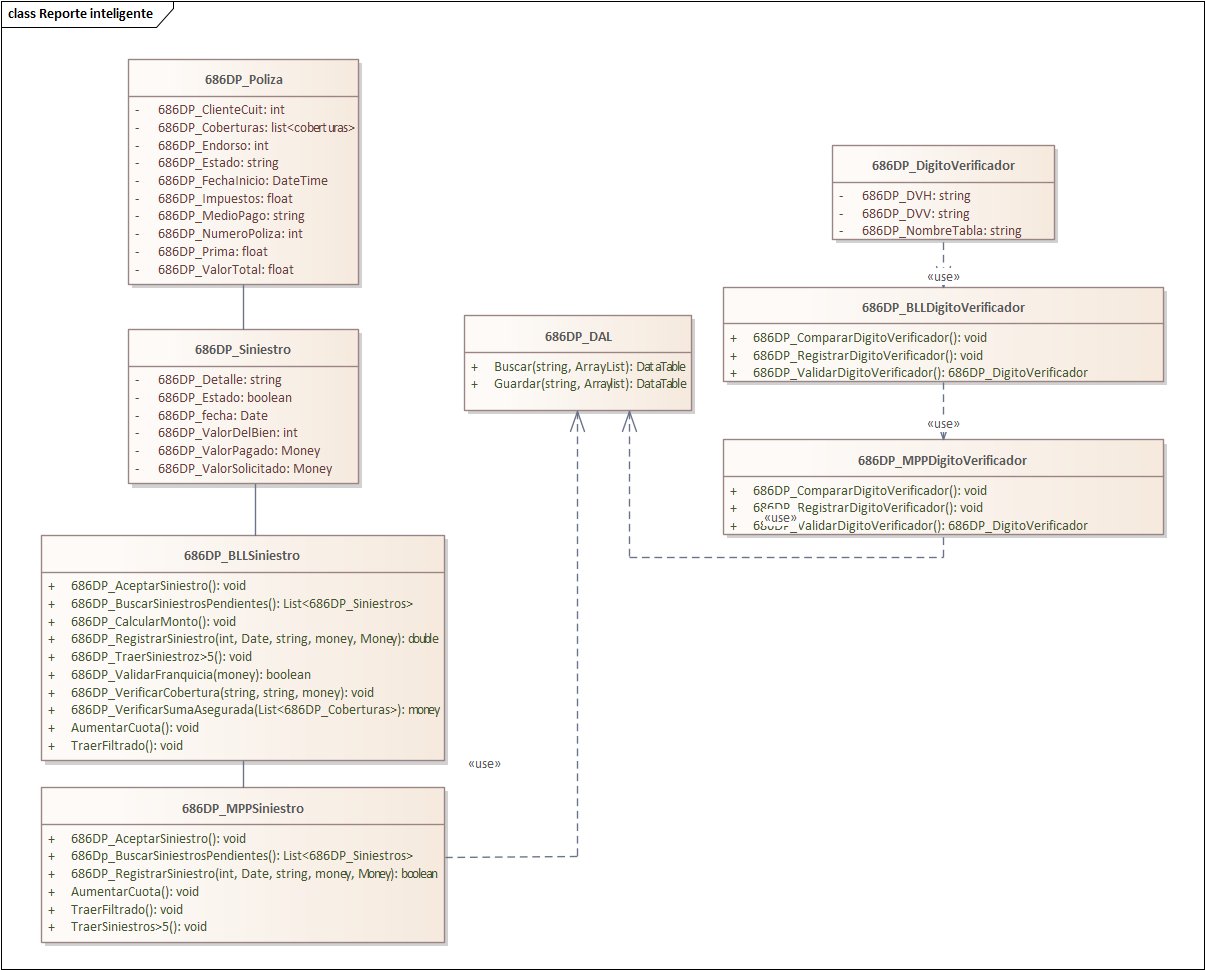 class Reporte inteligente
686DP_Poliza
- 686DP_ClienteCuit: int
- 686DP_Coberturas: list<coberturas>
- 686DP_Endorso: int
- 686DP_Estado: string
- 686DP_FechaInicio: DateTime
- 686DP_Impuestos: float
- 686DP_MedioPago: string
- 686DP_NumeroPoliza: int
- 686DP_Prima: float
- 686DP_ValorTotal: float
686DP_Siniestro
- 686DP_Detalle: string
- 686DP_Estado: boolean
- 686DP_fecha: Date
- 686DP_ValorDelBien: int
- 686DP_ValorPagado: Money
- 686DP_ValorSolicitado: Money
686DP_BLLSiniestro
+ 686DP_AceptarSiniestro(): void
+ 686DP_BuscarSiniestrosPendientes(): List<686DP_Siniestros>
+ 686DP_CalcularMonto(): void
+ 686DP_RegistrarSiniestro(int, Date, string, money, Money): double
+ 686DP_TraerSiniestroz>5(): void
+ 686DP_ValidarFranquicia(money): boolean
+ 686DP_VerificarCobertura(string, string, money): void
+ 686DP_VerificarSumaAsegurada(List<686DP_Coberturas>): money
+ AumentarCuota(): void
+ TraerFiltrado(): void
686DP_MPPSiniestro
+ 686DP_AceptarSiniestro(): void
+ 686Dp_BuscarSiniestrosPendientes(): List<686DP_Siniestros>
+ 686DP_RegistrarSiniestro(int, Date, string, money, Money): boolean
+ AumentarCuota(): void
+ TraerFiltrado(): void
+ TraerSiniestros>5(): void
«use»
686DP_DAL
+ Buscar(string, ArrayList): DataTable
+ Guardar(string, Arraylist): DataTable
686DP_DigitoVerificador
- 686DP_DVH: string
- 686DP_DVV: string
- 686DP_NombreTabla: string
«use»
686DP_BLLDigitoVerificador
+ 686DP_CompararDigitoVerificador(): void
+ 686DP_RegistrarDigitoVerificador(): void
+ 686DP_ValidarDigitoVerificador(): 686DP_DigitoVerificador
«use»
686DP_MPPDigitoVerificador
+ 686DP_CompararDigitoVerificador(): void
+ 686DP_RegistrarDigitoVerificador(): void
«use»
+ 686DP_ValidarDigitoVerificador(): 686DP_DigitoVerificador